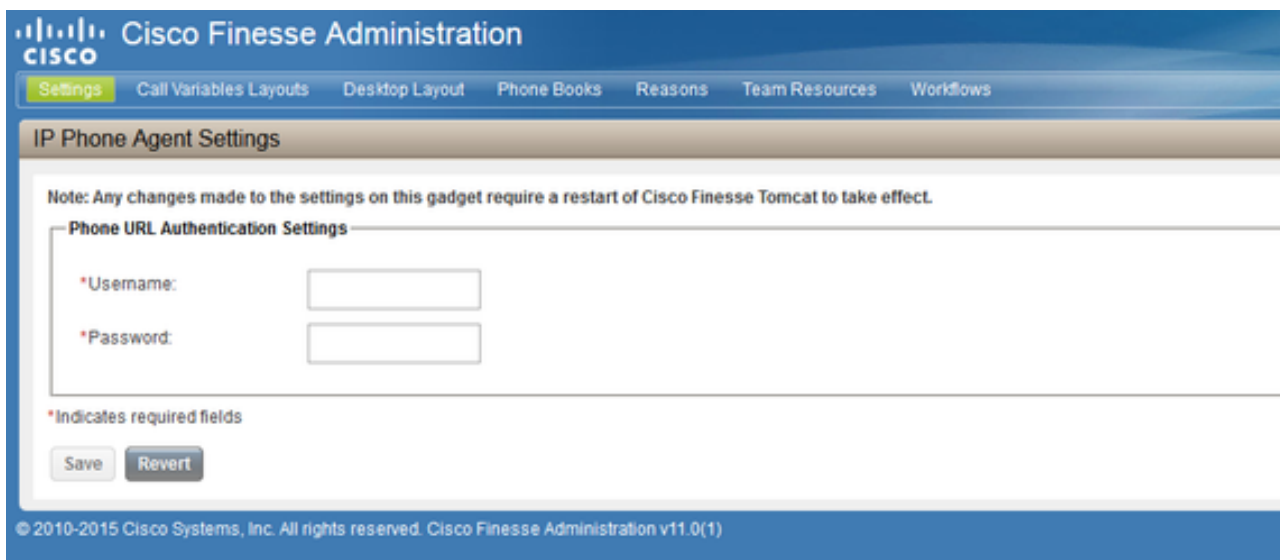 CISCO
Cisco Finesse Administration
Settings Call Variables Layouts Desktop Layout Phone Books Reasons Team Resources Workflows
IP Phone Agent Settings
Note: Any changes made to the settings on this gadget require a restart of Cisco Finesse Tomcat to take effect.
Phone URL Authentication Settings
*Username:
*Password:
*Indicates required fields
Save Revert
© 2010-2015 Cisco Systems, Inc. All rights reserved. Cisco Finesse Administration v11.0(1)